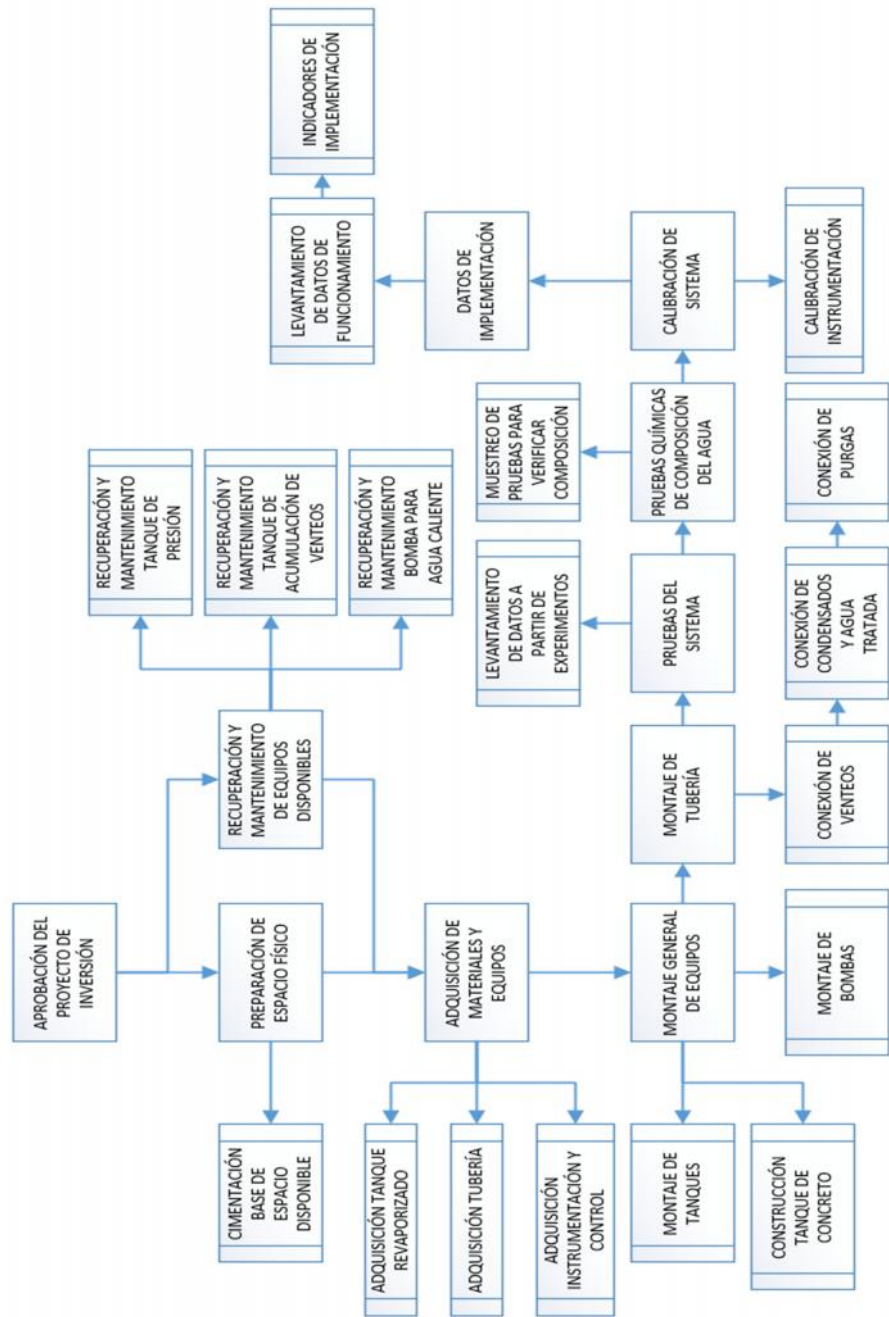 APROBACIÓN DEL
PROYECTO DE
INVERSIÓN
CIMENTACIÓN
BASE DE
ESPACIO
DISPONIBLE
PREPARACIÓN DE
ESPACIO FÍSICO
RECUPERACIÓN Y
MANTENIMIENTO
DE EQUIPOS
DISPONIBLES
RECUPERACIÓN Y
MANTENIMIENTO
TANQUE DE
PRESIÓN
RECUPERACIÓN Y
MANTENIMIENTO
TANQUE DE
ACUMULACIÓN DE
VENTEOS
RECUPERACIÓN Y
MANTENIMIENTO
BOMBA PARA
AGUA CALIENTE
ADQUISICIÓN TANQUE
REVAPORIZADO
ADQUISICIÓN TUBERÍA
ADQUISICIÓN
INSTRUMENTACIÓN Y
CONTROL
ADQUISICIÓN DE
MATERIALES Y
EQUIPOS
MONTAJE DE
TANQUES
CONSTRUCCIÓN
TANQUE DE
CONCRETO
MONTAJE GENERAL
DE EQUIPOS
MONTAJE DE
BOMBAS
MONTAJE DE
TUBERÍA
CONEXIÓN DE
VENTEOS
CONEXIÓN DE
CONDENSADOS
Y AGUA
TRATADA
CONEXIÓN DE
PURGAS
PRUEBAS DEL
SISTEMA
LEVANTAMIENTO
DE DATOS A
PARTIR DE
EXPERIMENTOS
PRUEBAS QUÍMICAS
DE COMPOSICIÓN
DEL AGUA
MUESTREO DE
PRUEBAS PARA
VERIFICAR
COMPOSICIÓN
CALIBRACIÓN DE
SISTEMA
CALIBRACIÓN DE
INSTRUMENTACIÓN
DATOS DE
IMPLEMENTACIÓN
LEVANTAMIENTO
DE DATOS DE
FUNCIONAMIENTO
INDICADORES DE
IMPLEMENTACIÓN